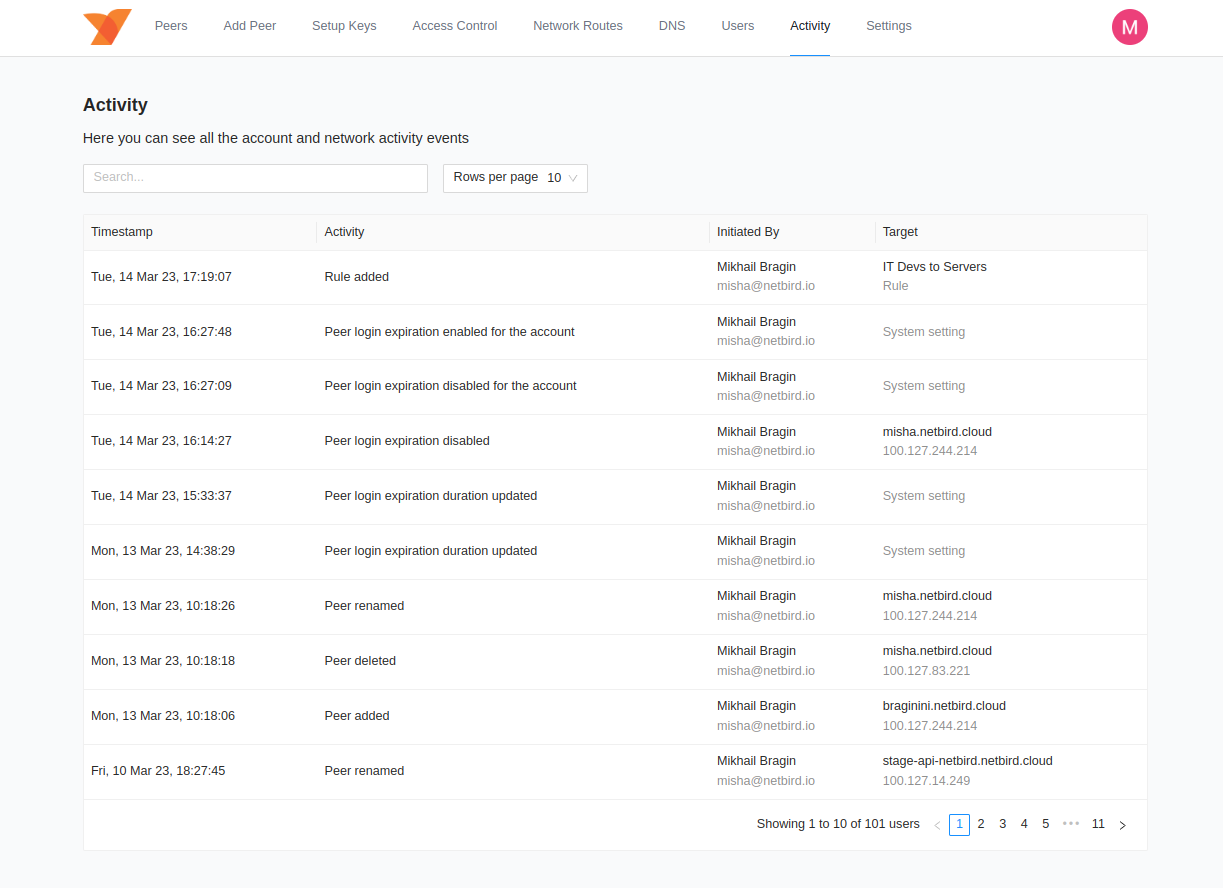 Peers Add Peer Setup Keys Access Control Network Routes DNS Users Activity Settings M
Activity
Here you can see all the account and network activity events
Search... Rows per page 10
Timestamp Activity Initiated By Target
Tue, 14 Mar 23, 17:19:07 Rule added Mikhail Bragin IT Devs to Servers
misha@netbird.io Rule
Tue, 14 Mar 23, 16:27:48 Peer login expiration enabled for the account Mikhail Bragin System setting
misha@netbird.io
Tue, 14 Mar 23, 16:27:09 Peer login expiration disabled for the account Mikhail Bragin System setting
misha@netbird.io
Tue, 14 Mar 23, 16:14:27 Peer login expiration disabled Mikhail Bragin misha.netbird.cloud
misha@netbird.io 100.127.244.214
Tue, 14 Mar 23, 15:33:37 Peer login expiration duration updated Mikhail Bragin System setting
misha@netbird.io
Mon, 13 Mar 23, 14:38:29 Peer login expiration duration updated Mikhail Bragin System setting
misha@netbird.io
Mon, 13 Mar 23, 10:18:26 Peer renamed Mikhail Bragin misha.netbird.cloud
misha@netbird.io 100.127.244.214
Mon, 13 Mar 23, 10:18:18 Peer deleted Mikhail Bragin misha.netbird.cloud
misha@netbird.io 100.127.83.221
Mon, 13 Mar 23, 10:18:06 Peer added Mikhail Bragin braginini.netbird.cloud
misha@netbird.io 100.127.244.214
Fri, 10 Mar 23, 18:27:45 Peer renamed Mikhail Bragin stage-api-netbird.netbird.cloud
misha@netbird.io 100.127.14.249
Showing 1 to 10 of 101 users < 1 2 3 4 5 ••• 11 >